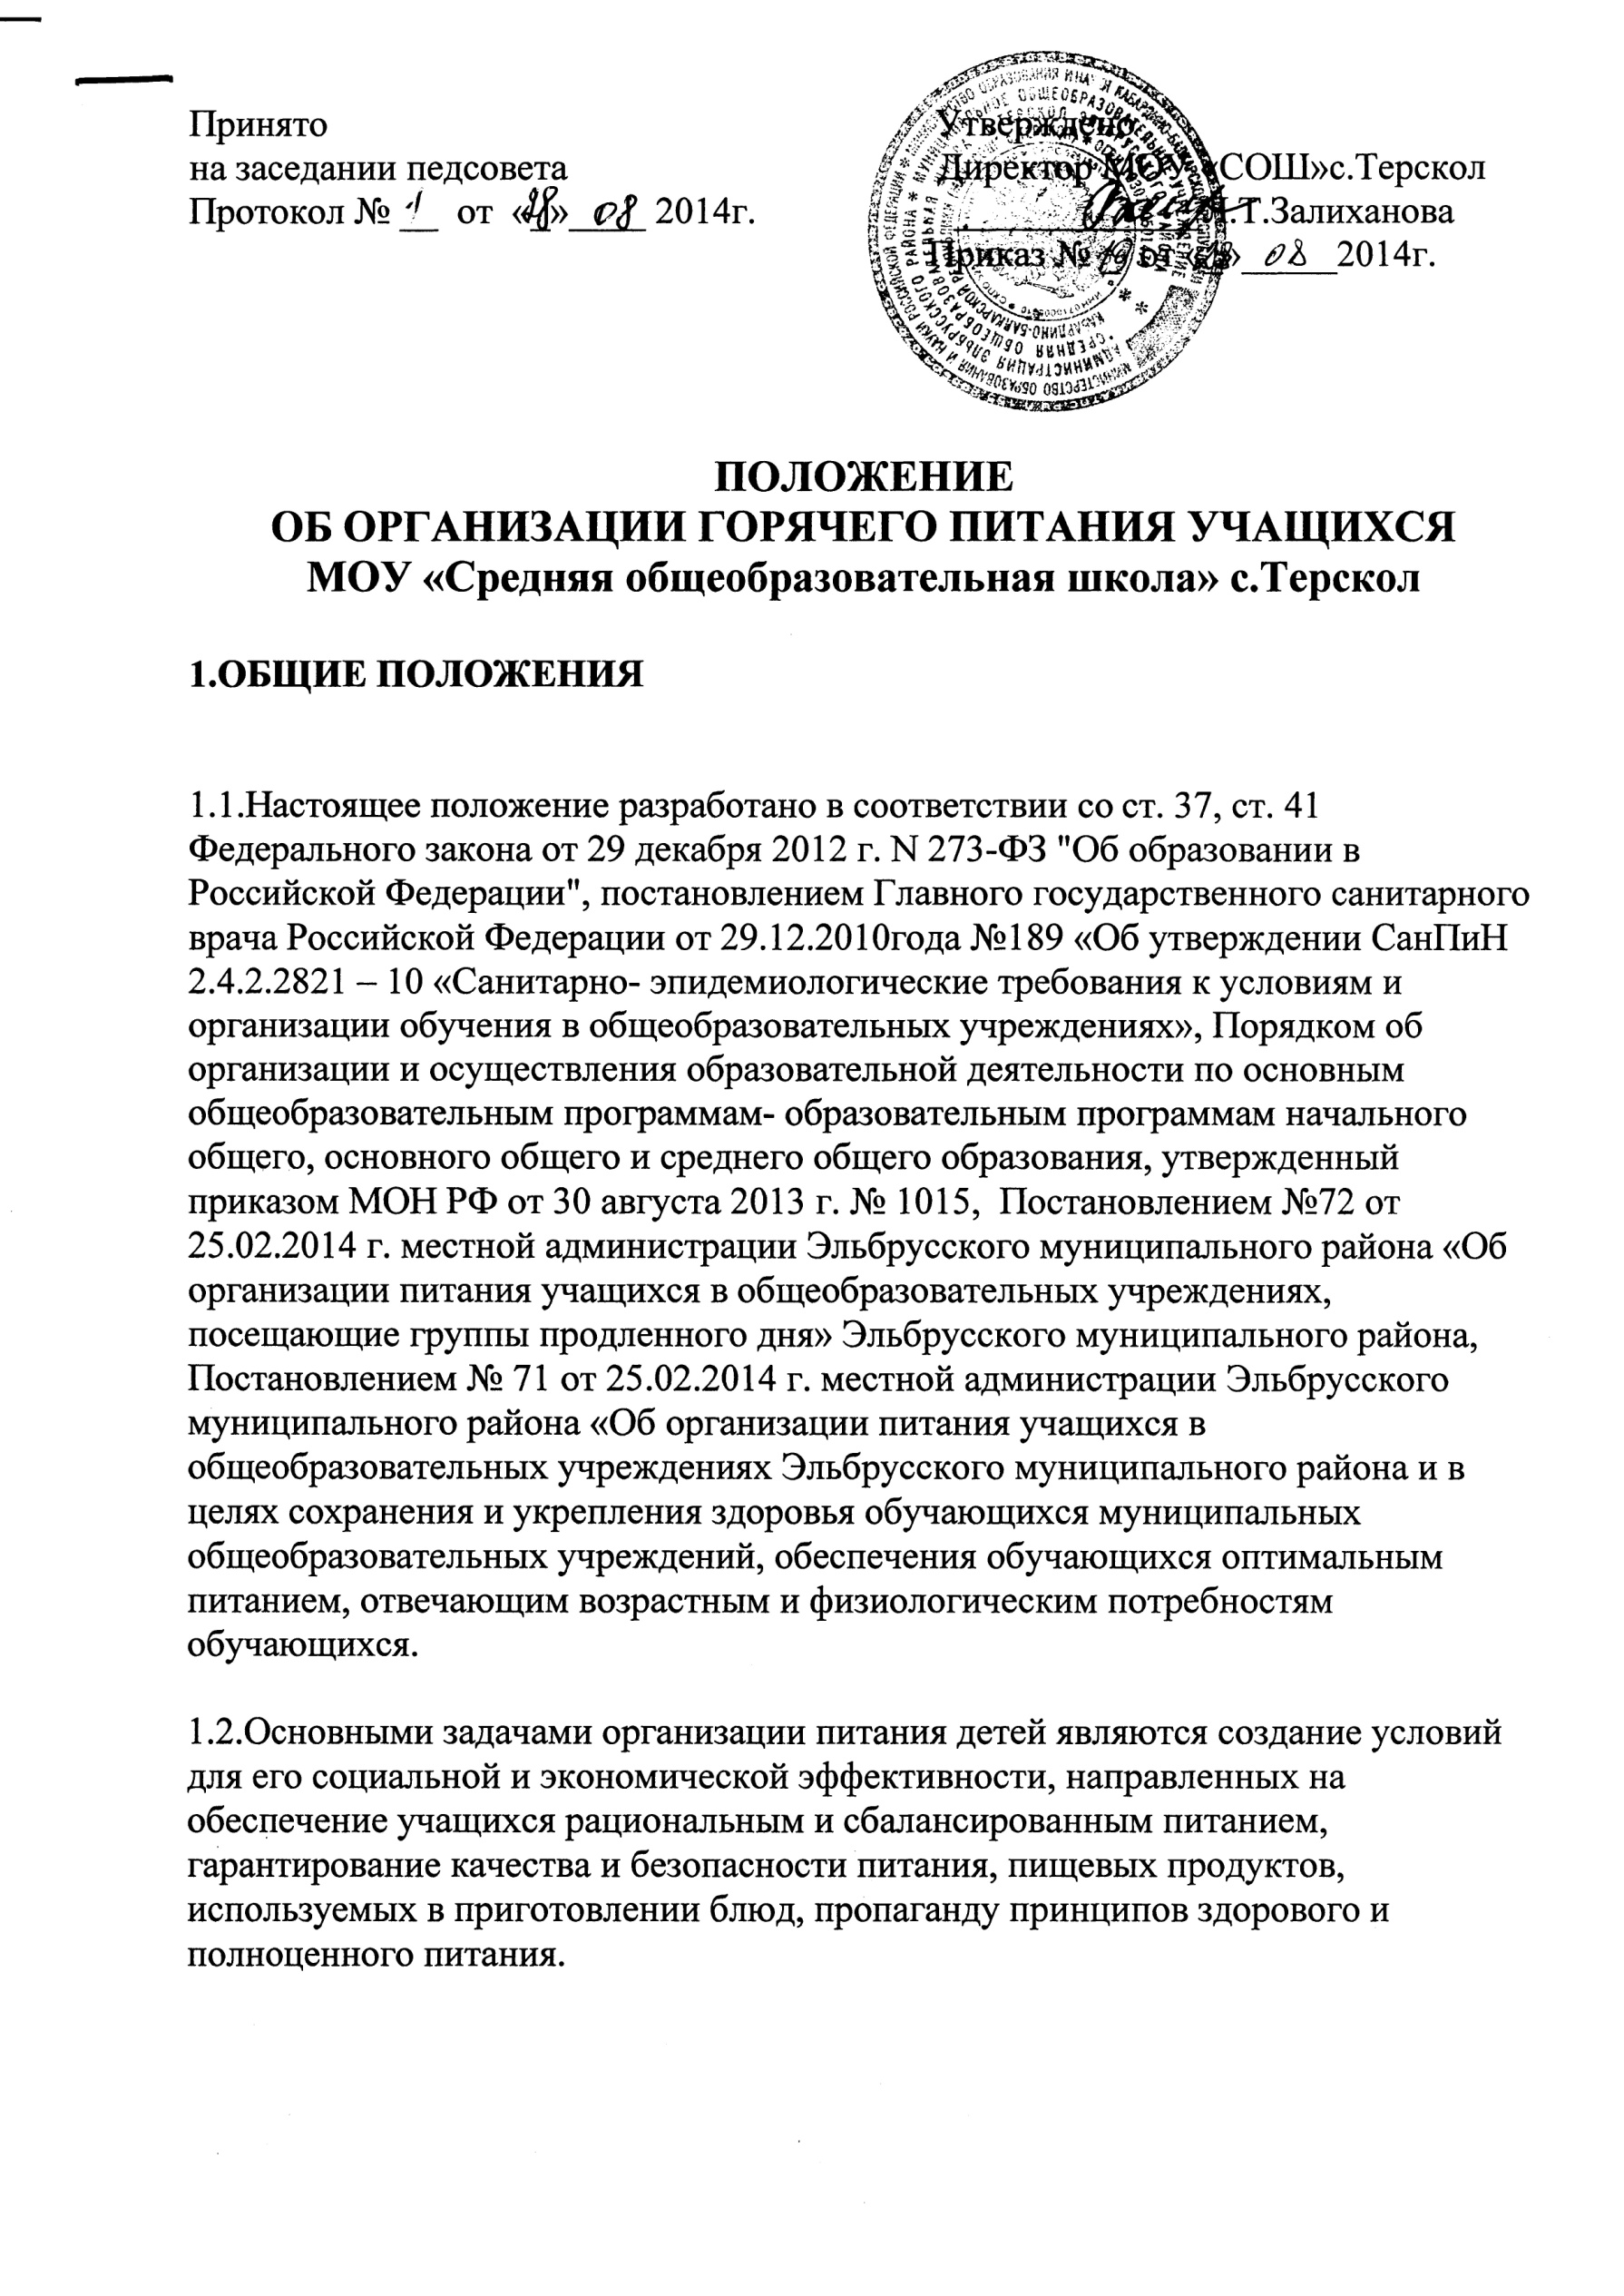 Принято
на заседании педсовета
Протокол № 1 от «28» 08 2014г.
Утверждено
Директор МОУ «СОШ»с.Терскол
Залиханова
Приказ № от 08 2014г.
ПОЛОЖЕНИЕ
ОБ ОРГАНИЗАЦИИ ГОРЯЧЕГО ПИТАНИЯ УЧАЩИХСЯ
МОУ «Средняя общеобразовательная школа» с.Терскол
1.ОБЩИЕ ПОЛОЖЕНИЯ
1.1.Настоящее положение разработано в соответствии со ст. 37, ст. 41
Федерального закона от 29 декабря 2012 г. N 273-ФЗ "Об образовании в
Российской Федерации", постановлением Главного государственного санитарного
врача Российской Федерации от 29.12.2010года №189 «Об утверждении СанПиН
2.4.2.2821 – 10 «Санитарно- эпидемиологические требования к условиям и
организации обучения в общеобразовательных учреждениях», Порядком об
организации и осуществления образовательной деятельности по основным
общеобразовательным программам- образовательным программам начального
общего, основного общего и среднего общего образования, утвержденный
приказом МОН РФ от 30 августа 2013 г. № 1015, Постановлением №72 от
25.02.2014 г. местной администрации Эльбрусского муниципального района «Об
организации питания учащихся в общеобразовательных учреждениях,
посещающие группы продленного дня» Эльбрусского муниципального района,
Постановлением № 71 от 25.02.2014 г. местной администрации Эльбрусского
муниципального района «Об организации питания учащихся в
общеобразовательных учреждениях Эльбрусского муниципального района и в
целях сохранения и укрепления здоровья обучающихся муниципальных
общеобразовательных учреждений, обеспечения обучающихся оптимальным
питанием, отвечающим возрастным и физиологическим потребностям
обучающихся.
1.2.Основными задачами организации питания детей являются создание условий
для его социальной и экономической эффективности, направленных на
обеспечение учащихся рациональным и сбалансированным питанием,
гарантирование качества и безопасности питания, пищевых продуктов,
используемых в приготовлении блюд, пропаганду принципов здорового и
полноценного питания.